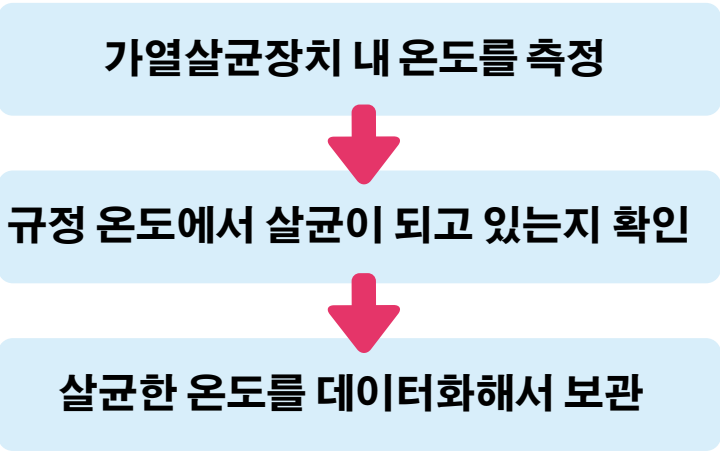 가열살균장치 내 온도를 측정
규정 온도에서 살균이 되고 있는지 확인
살균한 온도를 데이터화해서 보관